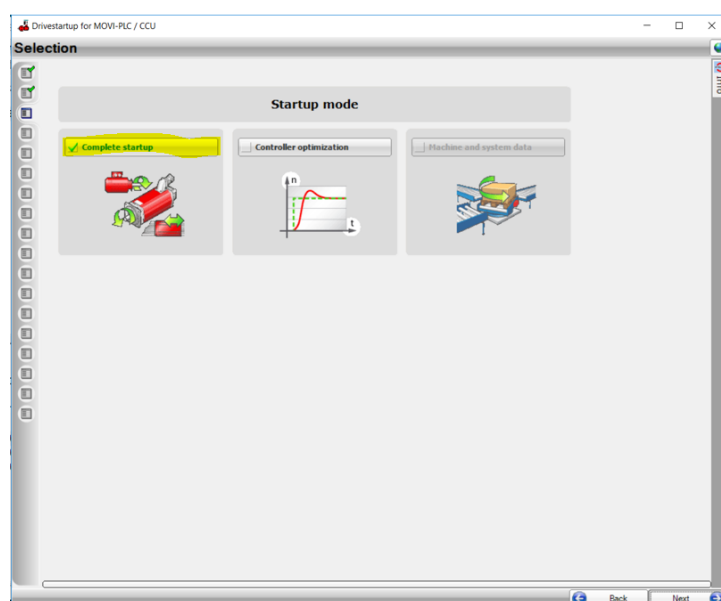 Drivestartup for MOVI-PLC / CCU
Selection
Startup mode
Complete startup
Controller optimization
Machine and system data
n
t
Back
Next